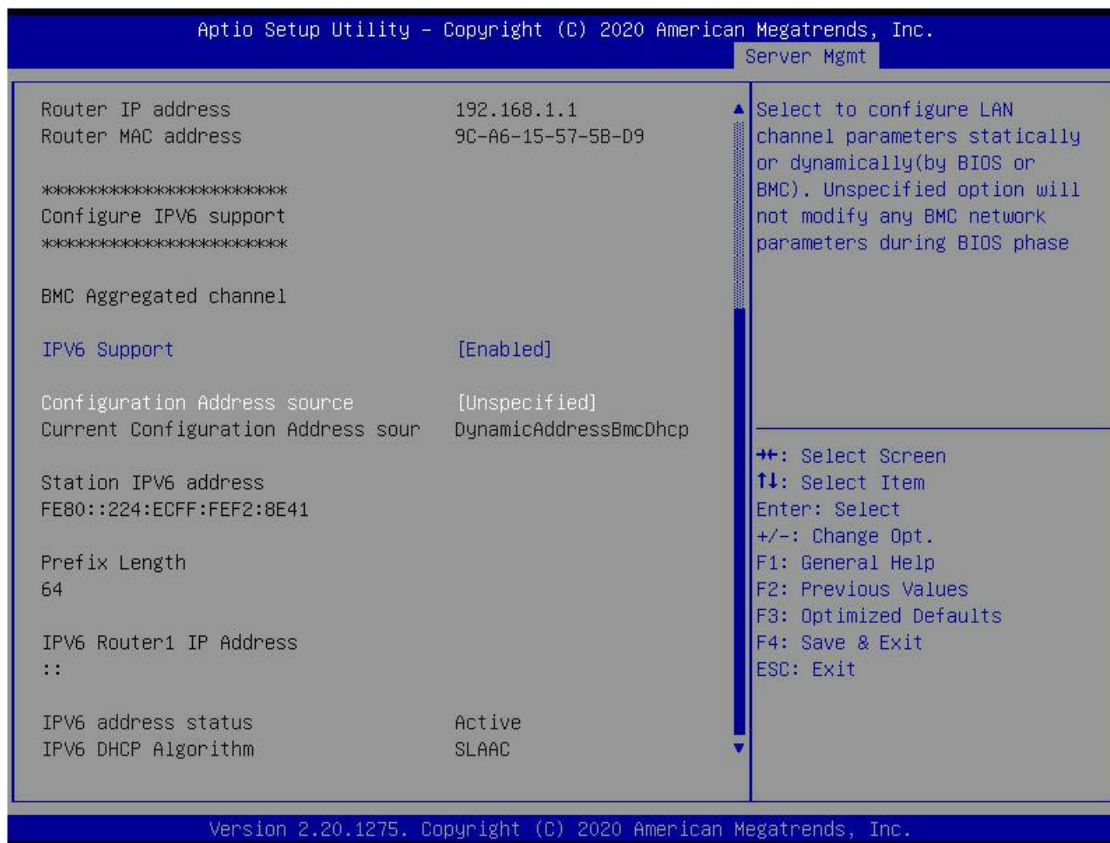 Aptio Setup Utility – Copyright (C) 2020 American Megatrends, Inc.
Server Mgmt
Router IP address 192.168.1.1
Router MAC address 9C-A6-15-57-5B-D9
**********************
Configure IPV6 support
**********************
BMC Aggregated channel
IPV6 Support [Enabled]
Configuration Address source [Unspecified]
Current Configuration Address sour DynamicAddressBmcDhcp
Station IPV6 address
FE80::224:ECFF:FEF2:8E41
Prefix Length
64
IPV6 Router1 IP Address
::
IPV6 address status Active
IPV6 DHCP Algorithm SLAAC
Select to configure LAN
channel parameters statically
or dynamically(by BIOS or
BMC). Unspecified option will
not modify any BMC network
parameters during BIOS phase
→←: Select Screen
↑↓: Select Item
Enter: Select
+/-: Change Opt.
F1: General Help
F2: Previous Values
F3: Optimized Defaults
F4: Save & Exit
ESC: Exit
Version 2.20.1275. Copyright (C) 2020 American Megatrends, Inc.